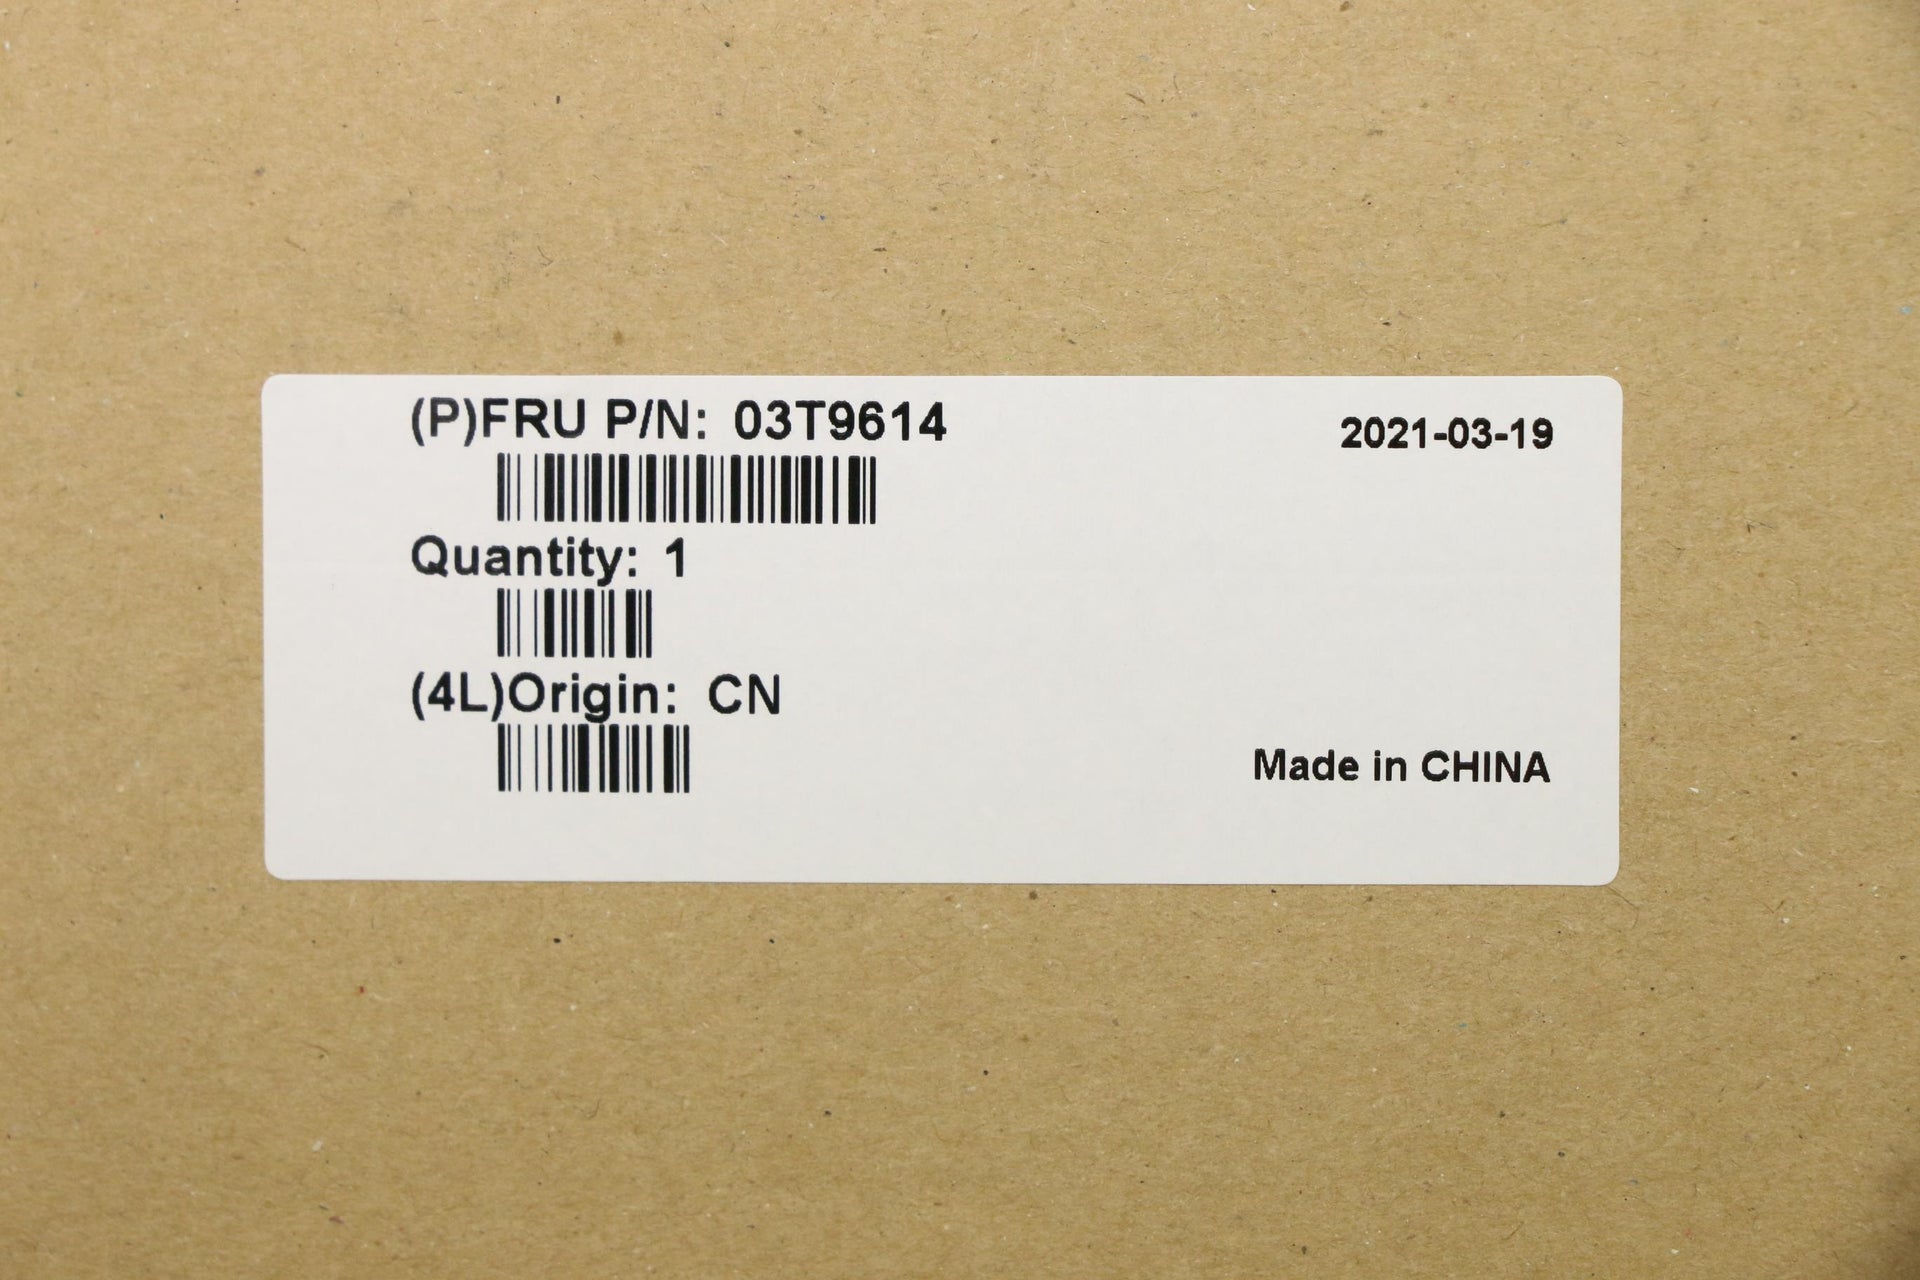 (P)FRU P/N: 03T9614
2021-03-19
Quantity: 1
(4L)Origin: CN
Made in CHINA